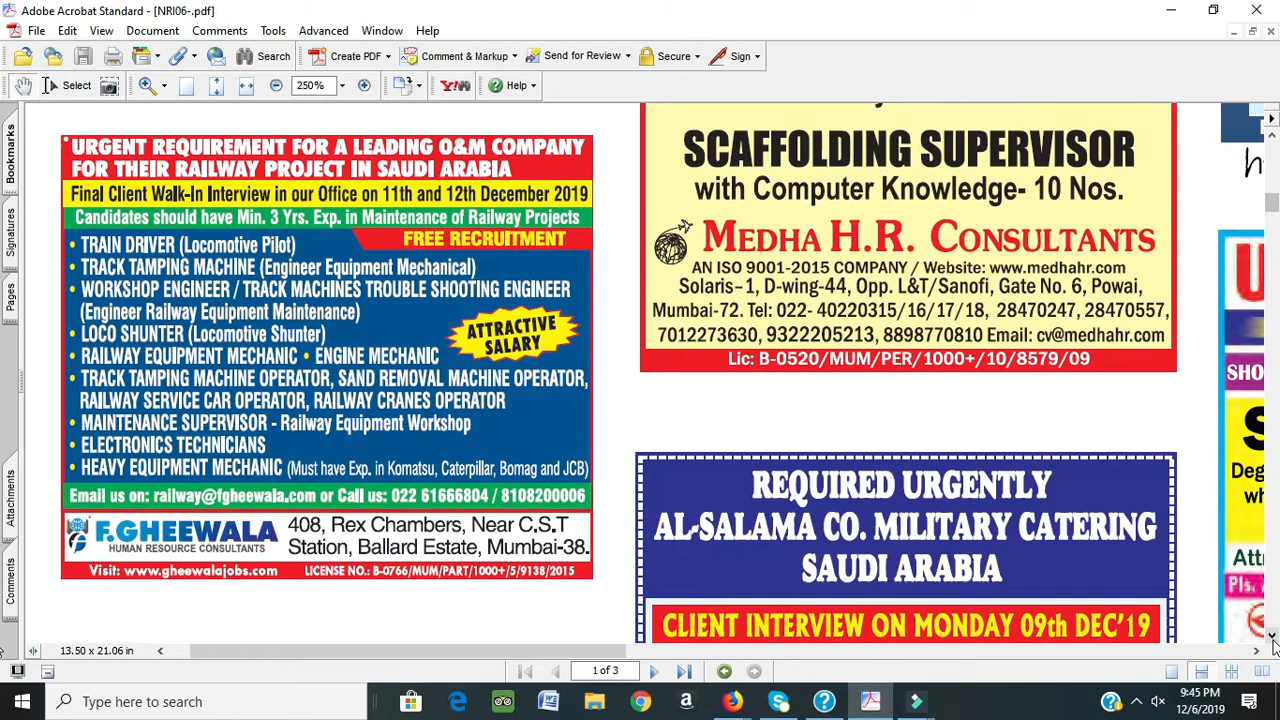 Adobe Acrobat Standard - [NRI06-.pdf]
File Edit View Document Comments Tools Advanced Window Help
Search Create PDF Comment & Markup Send for Review Secure Sign
Select 250% Y! Help
Bookmarks
Signatures
Pages
Attachments
Comments
URGENT REQUIREMENT FOR A LEADING O&M COMPANY
FOR THEIR RAILWAY PROJECT IN SAUDI ARABIA
Final Client Walk-In Interview in our Office on 11th and 12th December 2019
Candidates should have Min. 3 Yrs. Exp. in Maintenance of Railway Projects
FREE RECRUITMENT
• TRAIN DRIVER (Locomotive Pilot)
• TRACK TAMPING MACHINE (Engineer Equipment Mechanical)
• WORKSHOP ENGINEER / TRACK MACHINES TROUBLE SHOOTING ENGINEER
(Engineer Railway Equipment Maintenance)
• LOCO SHUNTER (Locomotive Shunter)
ATTRACTIVE
SALARY
• RAILWAY EQUIPMENT MECHANIC • ENGINE MECHANIC
• TRACK TAMPING MACHINE OPERATOR, SAND REMOVAL MACHINE OPERATOR,
RAILWAY SERVICE CAR OPERATOR, RAILWAY CRANES OPERATOR
• MAINTENANCE SUPERVISOR - Railway Equipment Workshop
• ELECTRONICS TECHNICIANS
• HEAVY EQUIPMENT MECHANIC (Must have Exp. in Komatsu, Caterpillar, Bomag and JCB)
Email us on: railway@fgheewala.com or Call us: 022 61666804 / 8108200006
F.GHEEWALA
HUMAN RESOURCE CONSULTANTS
408, Rex Chambers, Near C.S.T
Station, Ballard Estate, Mumbai-38.
Visit: www.gheewalajobs.com LICENSE NO.: B-0766/MUM/PART/1000+/5/9138/2015
SCAFFOLDING SUPERVISOR
with Computer Knowledge- 10 Nos.
MEDHA H.R. CONSULTANTS
AN ISO 9001-2015 COMPANY / Website: www.medhahr.com
Solaris-1, D-wing-44, Opp. L&T/Sanofi, Gate No. 6, Powai,
Mumbai-72. Tel: 022- 40220315/16/17/18, 28470247, 28470557,
7012273630, 9322205213, 8898770810 Email: cv@medhahr.com
Lic: B-0520/MUM/PER/1000+/10/8579/09
REQUIRED URGENTLY
AL-SALAMA CO. MILITARY CATERING
SAUDI ARABIA
CLIENT INTERVIEW ON MONDAY 09th DEC'19
SHO
Deg
wh
Att
Pls.
13.50 x 21.06 in
1 of 3
Type here to search
9:45 PM
12/6/2019